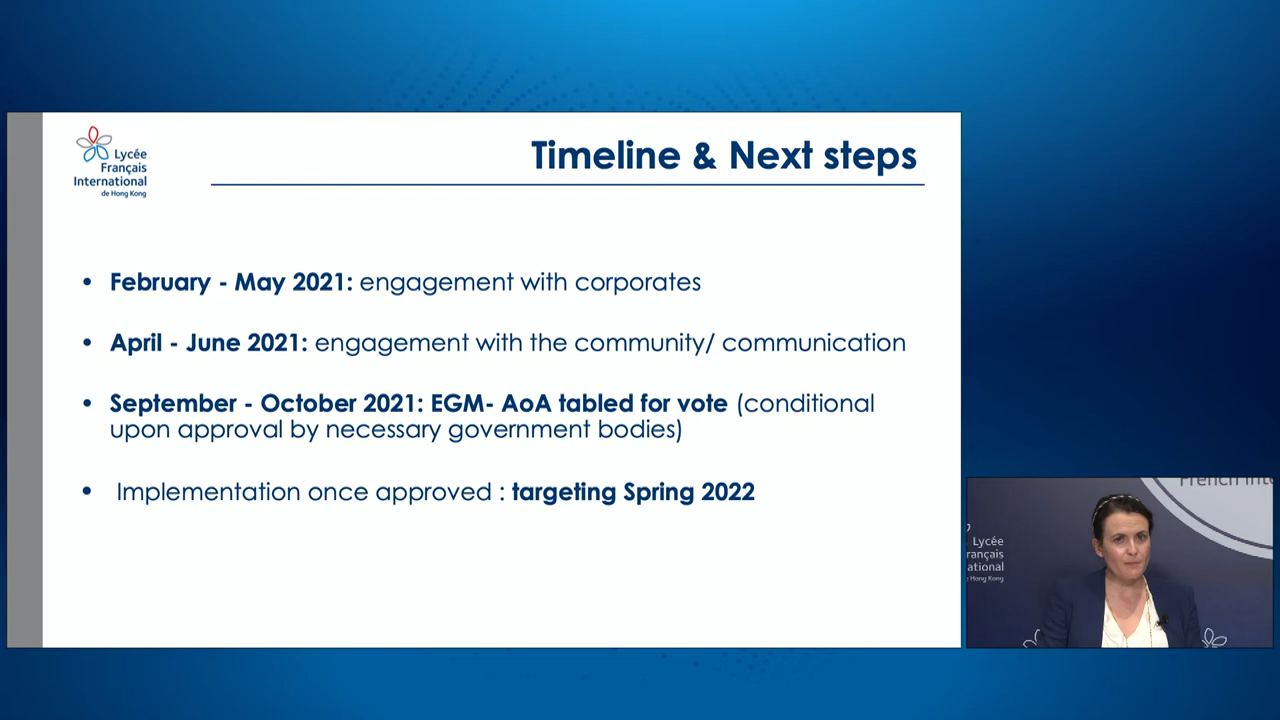 Lycée
Français
International
de Hong Kong
Timeline & Next steps
• February - May 2021: engagement with corporates
• April - June 2021: engagement with the community/ communication
• September - October 2021: EGM- AoA tabled for vote (conditional
upon approval by necessary government bodies)
• Implementation once approved : targeting Spring 2022
French Inte
Lycée
rançais
ational
Hong Kong